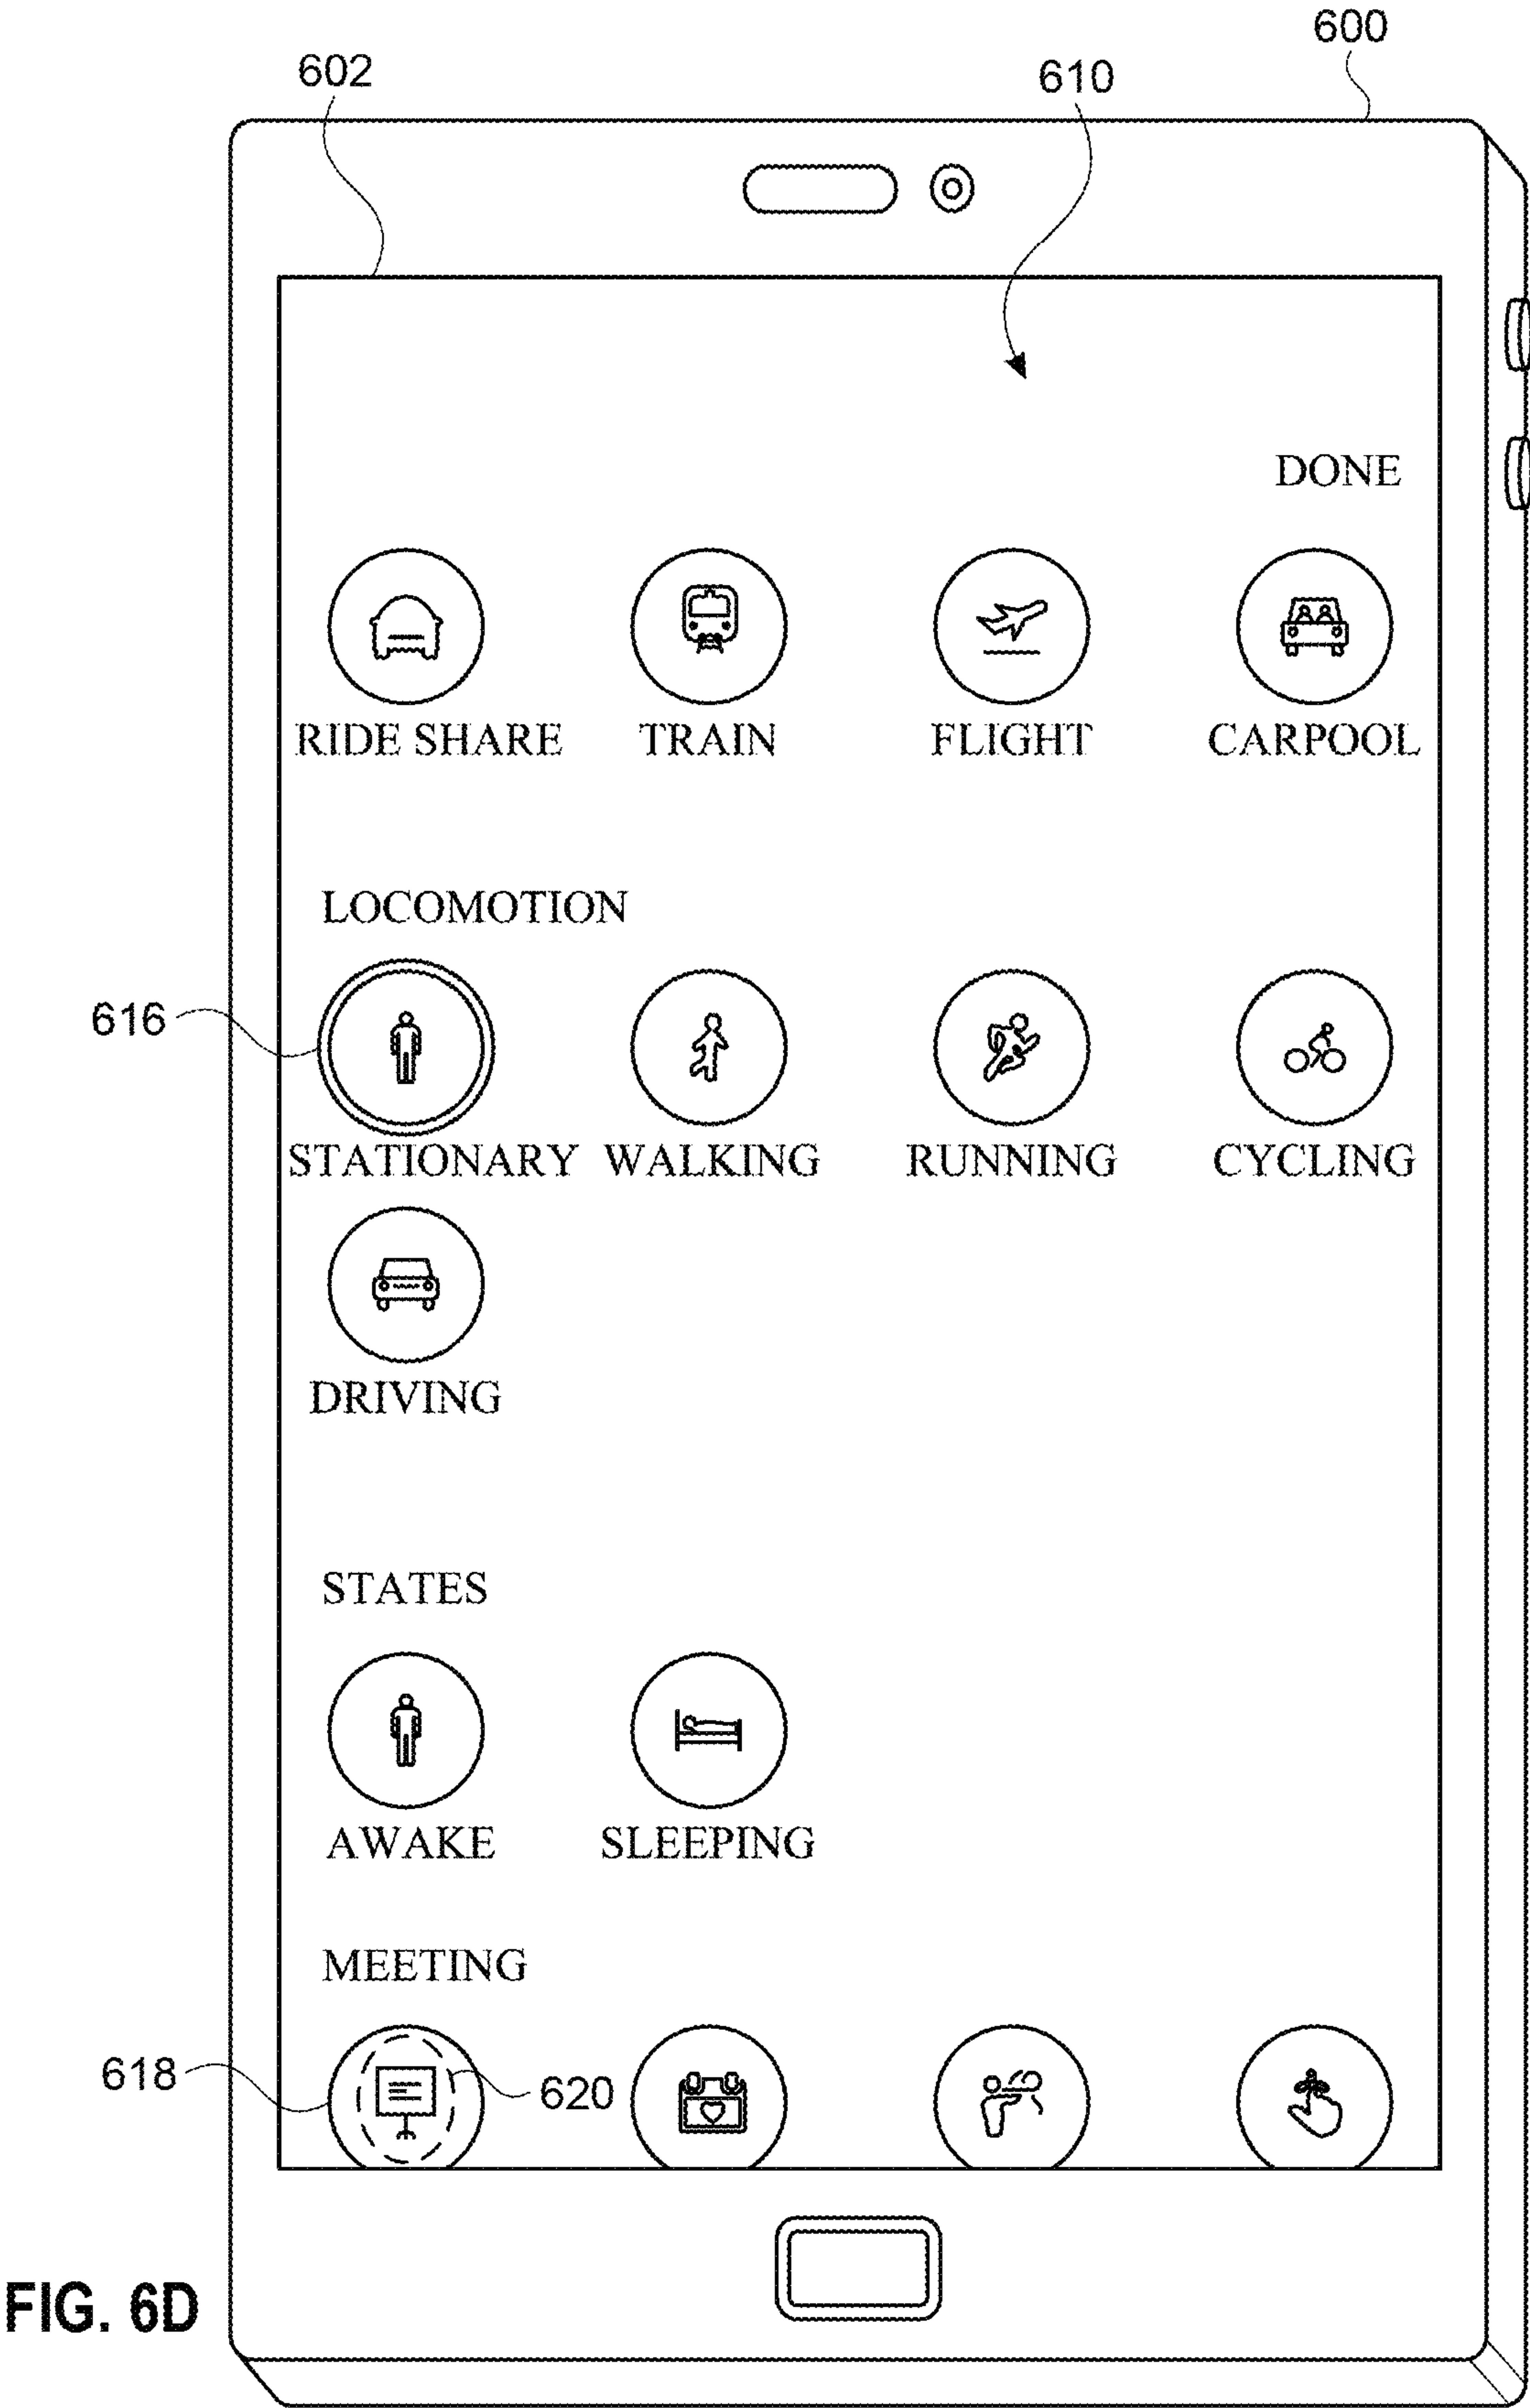 600
602
610
DONE
RIDE SHARE TRAIN FLIGHT CARPOOL
LOCOMOTION
616
STATIONARY WALKING RUNNING CYCLING
DRIVING
STATES
AWAKE SLEEPING
MEETING
618
620
FIG. 6D